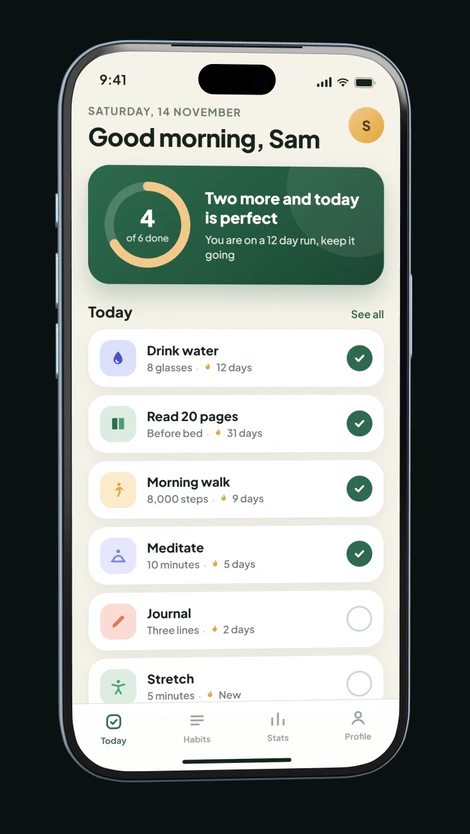 9:41
SATURDAY, 14 NOVEMBER
Good morning, Sam
S
4
of 6 done
Two more and today
is perfect
You are on a 12 day run, keep it
going
Today
See all
Drink water
8 glasses · 12 days
Read 20 pages
Before bed · 31 days
Morning walk
8,000 steps · 9 days
Meditate
10 minutes · 5 days
Journal
Three lines · 2 days
Stretch
5 minutes · New
Today
Habits
Stats
Profile